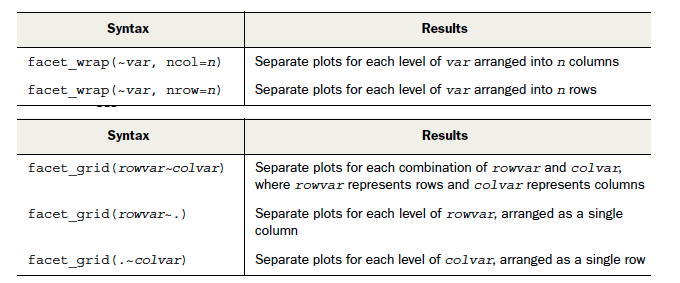 Syntax Results
facet_wrap(~var, ncol=n) Separate plots for each level of var arranged into n columns
facet_wrap(~var, nrow=n) Separate plots for each level of var arranged into n rows
Syntax Results
facet_grid(rowvar~colvar) Separate plots for each combination of rowvar and colvar,
where rowvar represents rows and colvar represents columns
facet_grid(rowvar~.) Separate plots for each level of rowvar, arranged as a single
column
facet_grid(.~colvar) Separate plots for each level of colvar, arranged as a single row